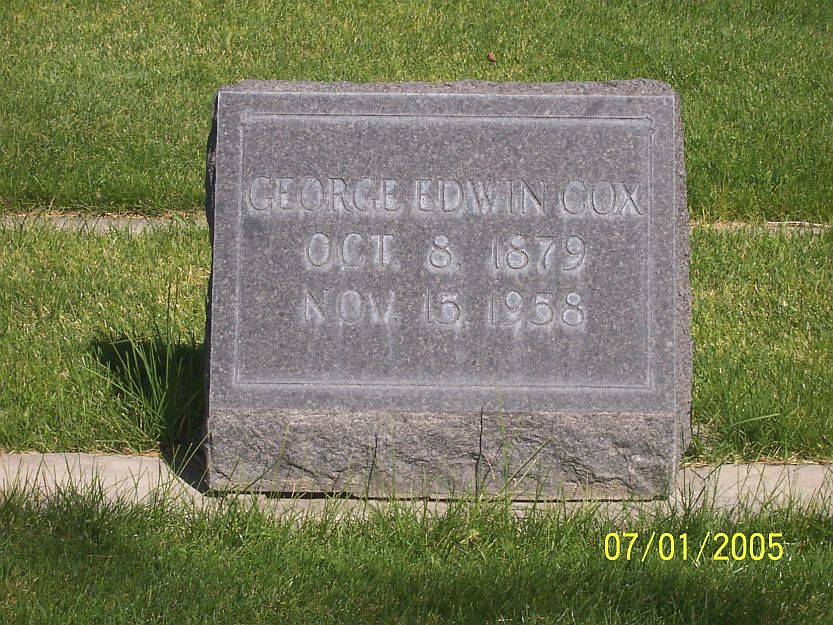 GEORGE EDWIN COX
OCT. 8. 1879
NOV. 15. 1958
07/01/2005